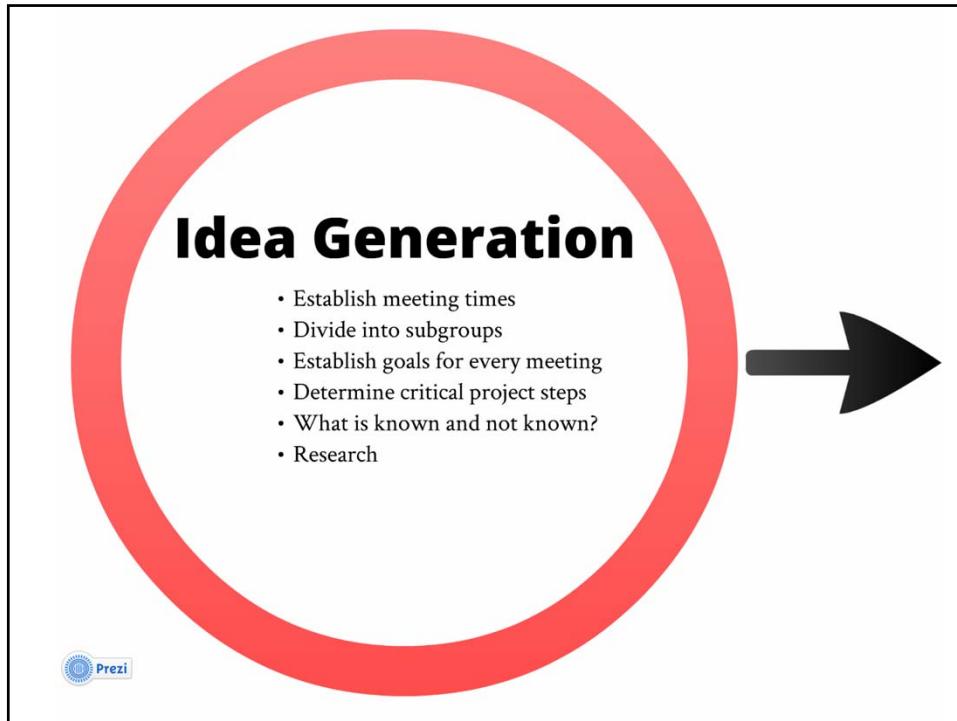 Idea Generation
• Establish meeting times
• Divide into subgroups
• Establish goals for every meeting
• Determine critical project steps
• What is known and not known?
• Research
Prezi